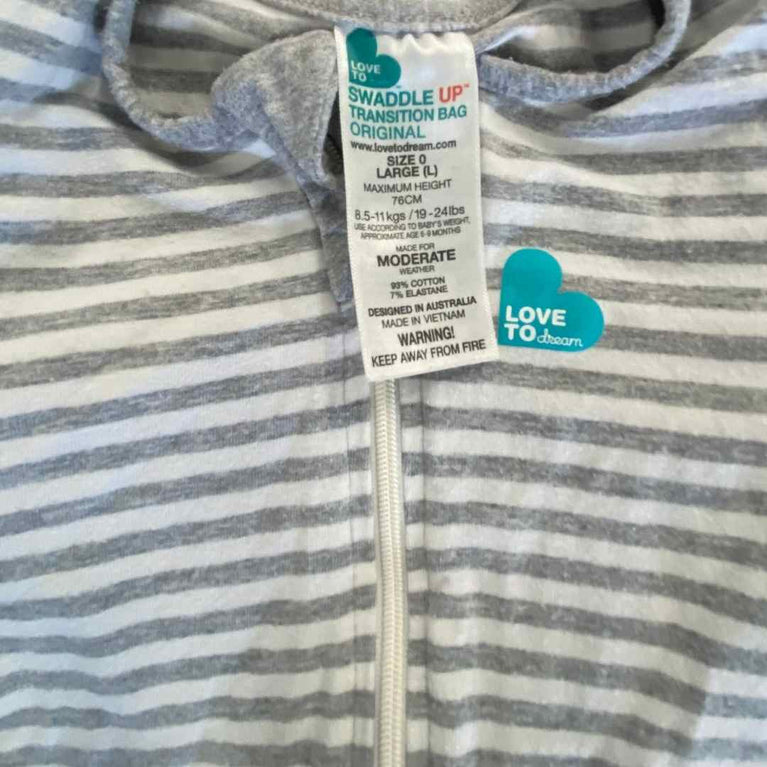 LOVE
TO
SWADDLE UP™
TRANSITION BAG
ORIGINAL
www.lovetodream.com
SIZE 0
LARGE (L)
MAXIMUM HEIGHT
76CM
8.5-11kgs / 19-24lbs
USE ACCORDING TO BABY'S WEIGHT,
APPROXIMATE AGE 6-9 MONTHS
MADE FOR
MODERATE
WEATHER
93% COTTON
7% ELASTANE
DESIGNED IN AUSTRALIA
MADE IN VIETNAM
WARNING!
KEEP AWAY FROM FIRE
LOVE
TO dream